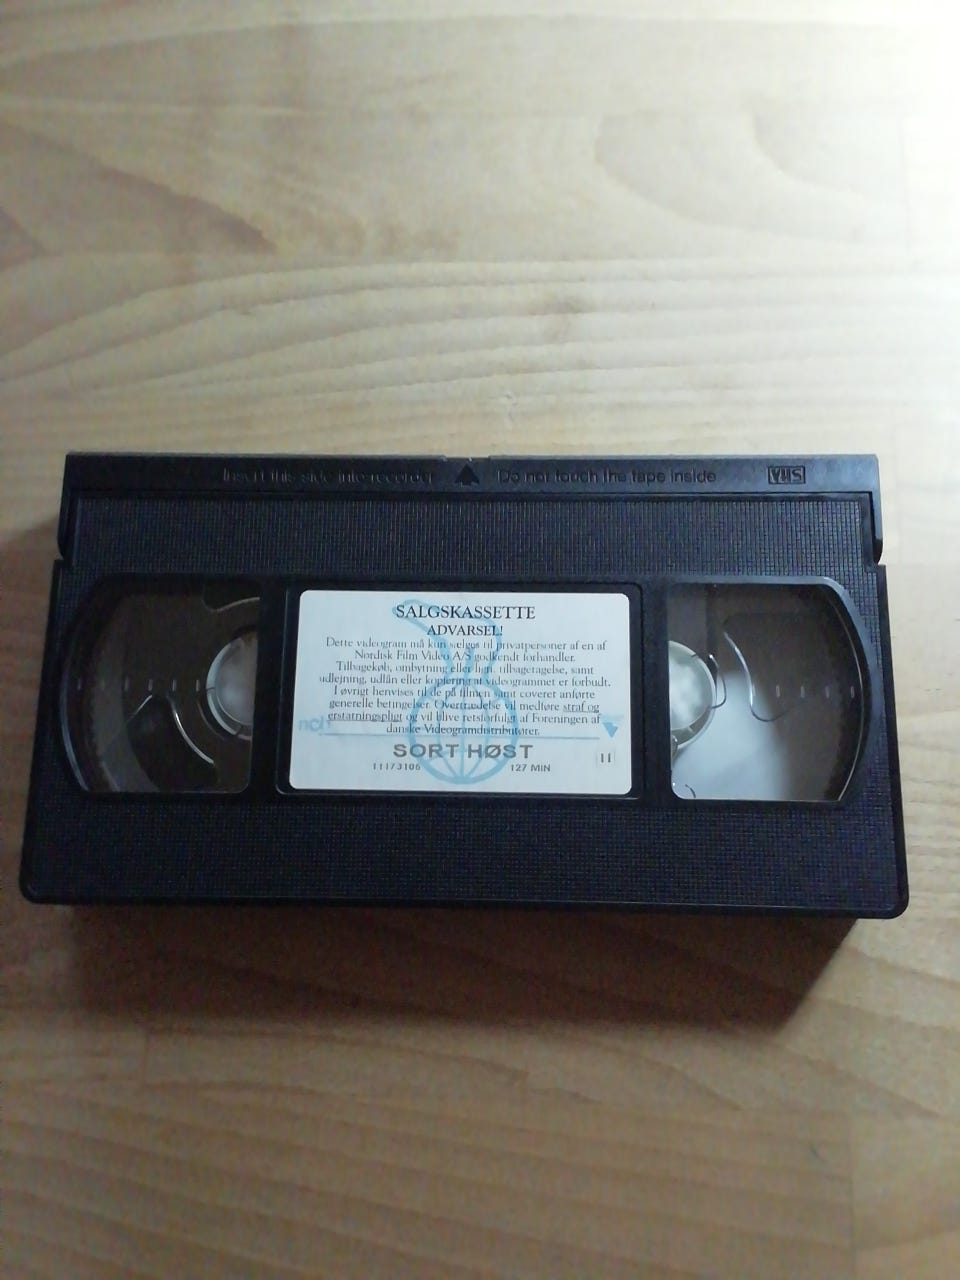 Insert this side into recorder Do not touch the tape inside VHS
SALGSKASSETTE
ADVARSEL!
Dette videogram må kun sælges til privatpersoner af en af
Nordisk Film Video A/S godkendt forhandler.
Tilbagekøb, ombytning eller lign. tilbagetagelse, samt
udlejning, udlån eller kopiering af videogrammet er forbudt.
I øvrigt henvises til de på filmen samt coveret anførte
generelle betingelser. Overtrædelse vil medføre straf og
erstatningspligt og vil blive retsforfulgt af Foreningen af
danske Videogramdistributører.
SORT HØST
11173106 127 MIN 11